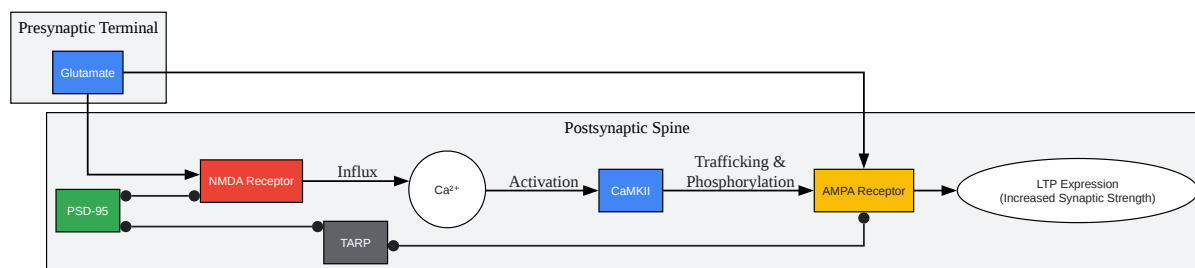 Presynaptic Terminal
Glutamate
Postsynaptic Spine
NMDA Receptor
Influx
Ca²⁺
Activation
CaMKII
Trafficking &
Phosphorylation
AMPA Receptor
LTP Expression
(Increased Synaptic Strength)
PSD-95
TARP